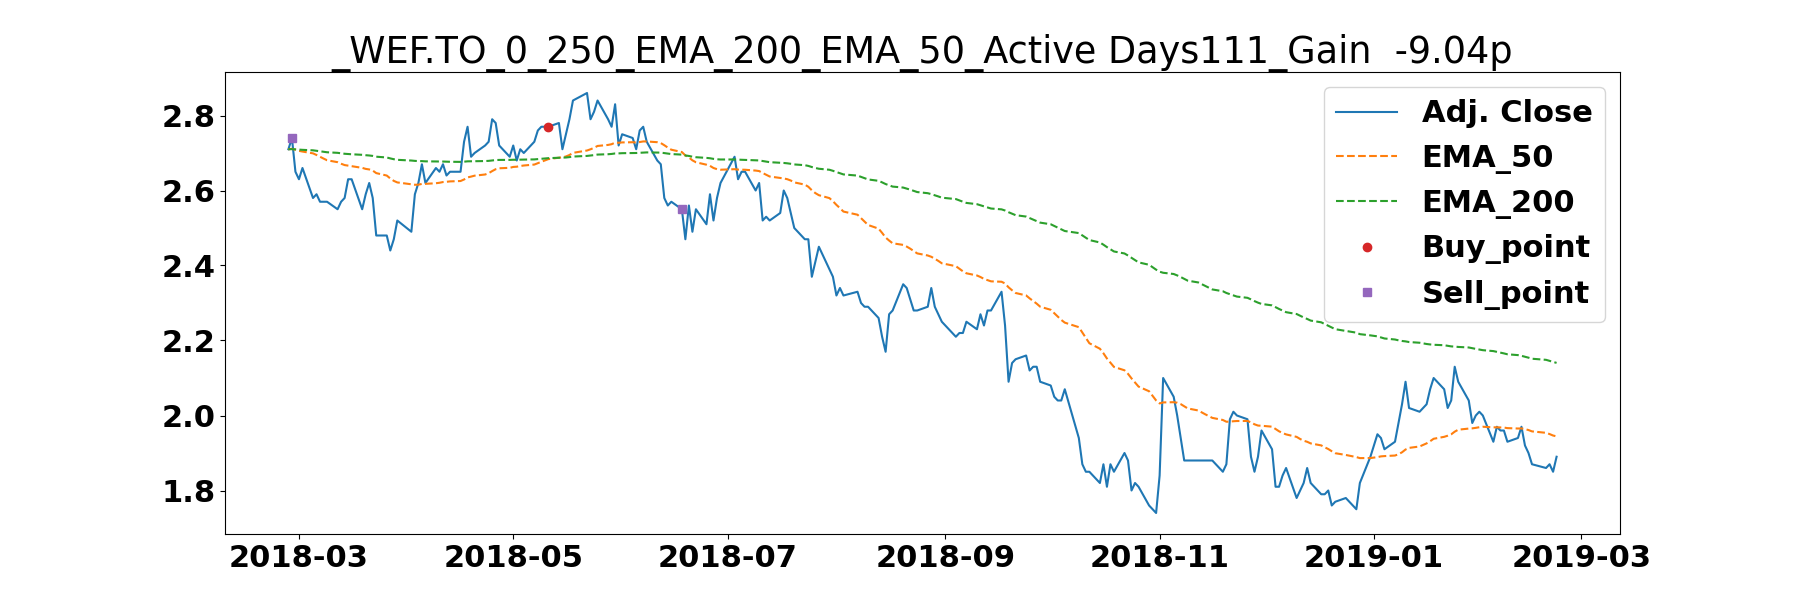 _WEF.TO_0_250_EMA_200_EMA_50_Active Days111_Gain  -9.04p
2.8
2.6
2.4
2.2
2.0
1.8
2018-03 2018-05 2018-07 2018-09 2018-11 2019-01 2019-03
Adj. Close
EMA_50
EMA_200
Buy_point
Sell_point